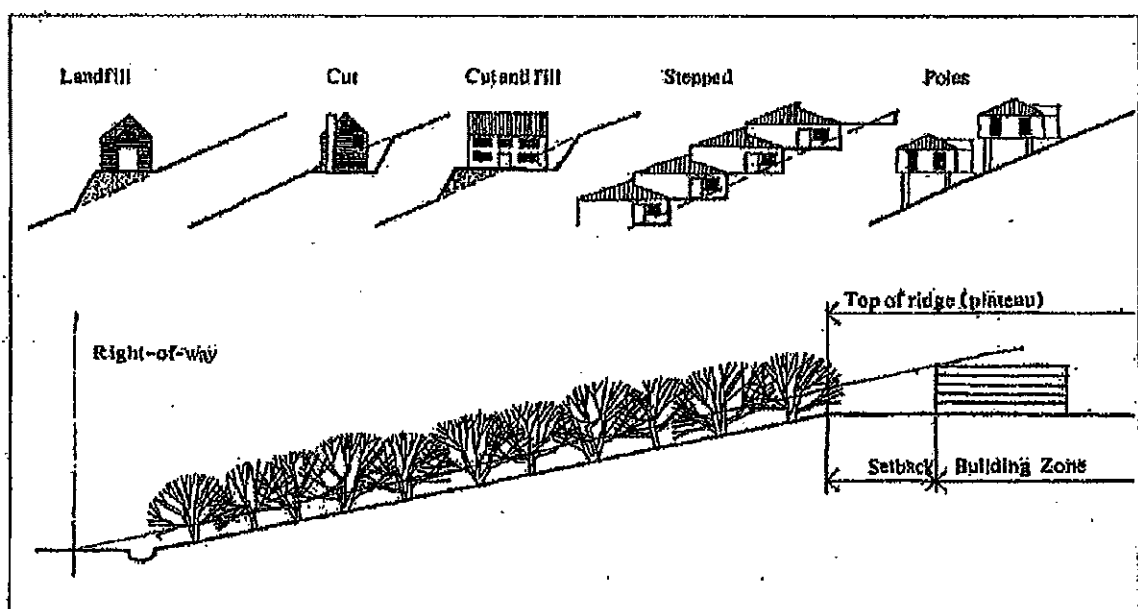 Landfill
Cut
Cut and Fill
Stepped
Poles
Top of ridge (plateau)
Right-of-way
Setback
Building Zone